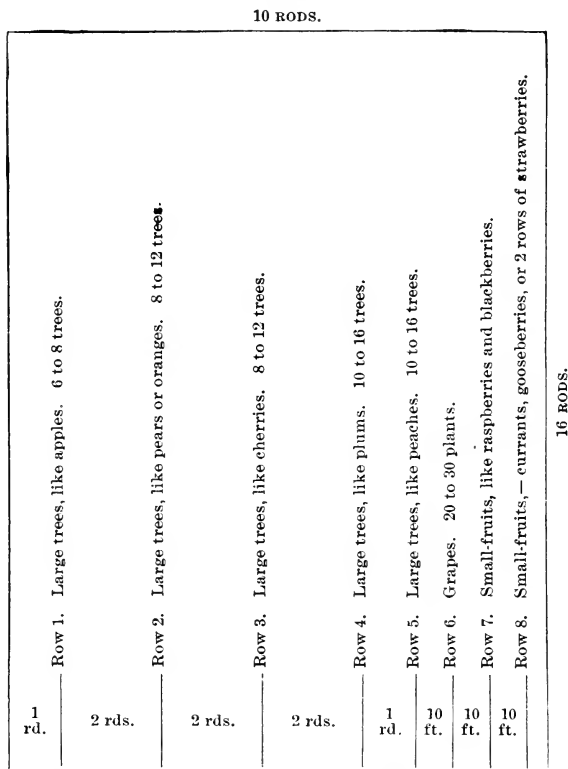 10 RODS.
Row 1. Large trees, like apples. 6 to 8 trees.
Row 2. Large trees, like pears or oranges. 8 to 12 trees.
Row 3. Large trees, like cherries. 8 to 12 trees.
Row 4. Large trees, like plums. 10 to 16 trees.
Row 5. Large trees, like peaches. 10 to 16 trees.
Row 6. Grapes. 20 to 30 plants.
Row 7. Small-fruits, like raspberries and blackberries.
Row 8. Small-fruits,— currants, gooseberries, or 2 rows of strawberries.
16 RODS.
1
rd.
2 rds.
2 rds.
2 rds.
1
rd.
10
ft.
10
ft.
10
ft.